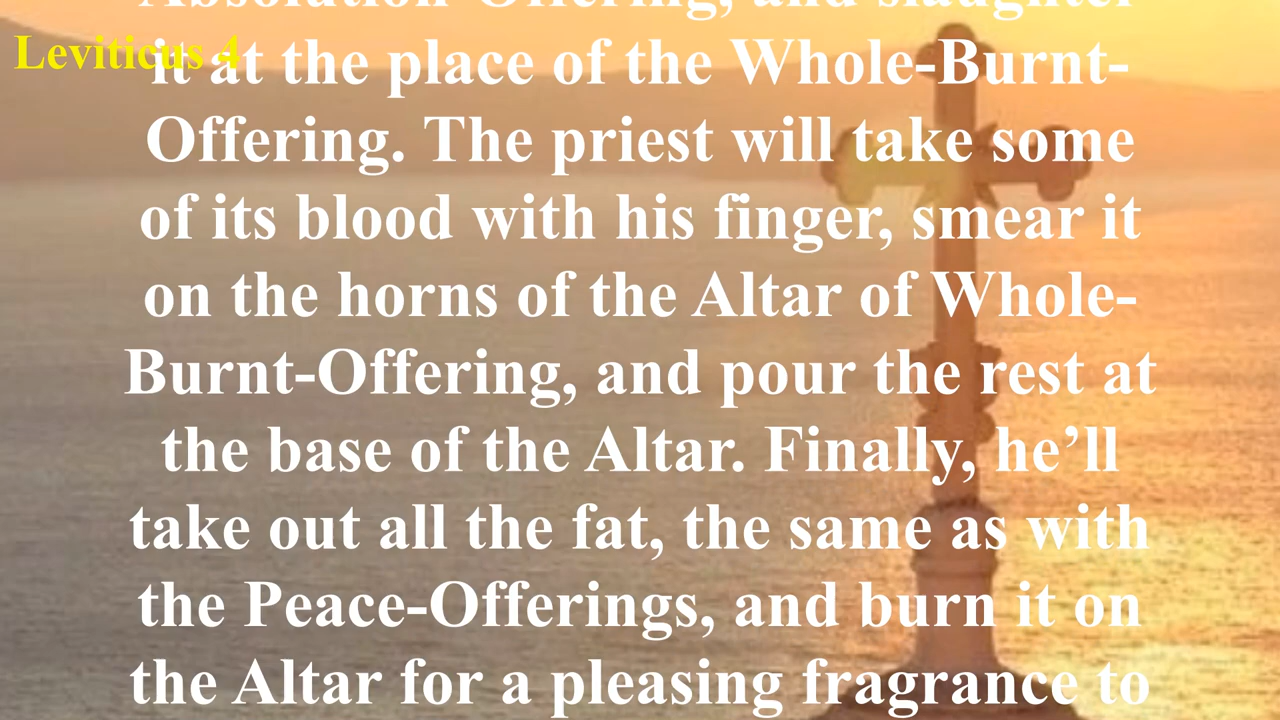 Absolution-Offering, and slaughter
Leviticus 4
it at the place of the Whole-Burnt-
Offering. The priest will take some
of its blood with his finger, smear it
on the horns of the Altar of Whole-
Burnt-Offering, and pour the rest at
the base of the Altar. Finally, he’ll
take out all the fat, the same as with
the Peace-Offerings, and burn it on
the Altar for a pleasing fragrance to